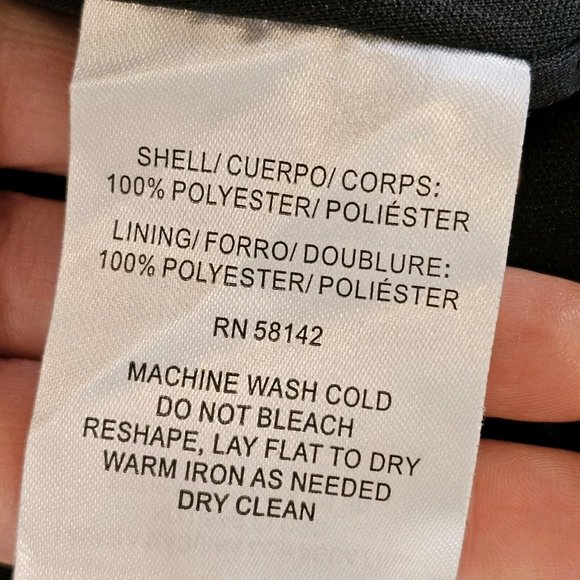 SHELL/ CUERPO/ CORPS:
100% POLYESTER/ POLIÉSTER
LINING/ FORRO/ DOUBLURE:
100% POLYESTER/ POLIÉSTER
RN 58142
MACHINE WASH COLD
DO NOT BLEACH
RESHAPE, LAY FLAT TO DRY
WARM IRON AS NEEDED
DRY CLEAN